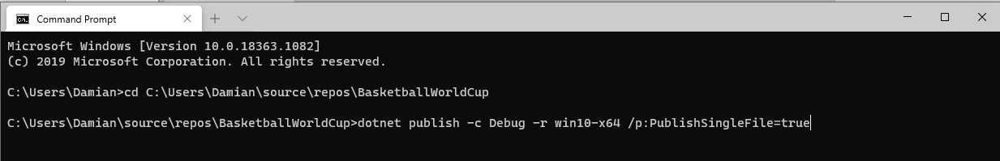 Command Prompt
Microsoft Windows [Version 10.0.18363.1082]
(c) 2019 Microsoft Corporation. All rights reserved.
C:\Users\Damian>cd C:\Users\Damian\source\repos\BasketballWorldCup
C:\Users\Damian\source\repos\BasketballWorldCup>dotnet publish -c Debug -r win10-x64 /p:PublishSingleFile=true